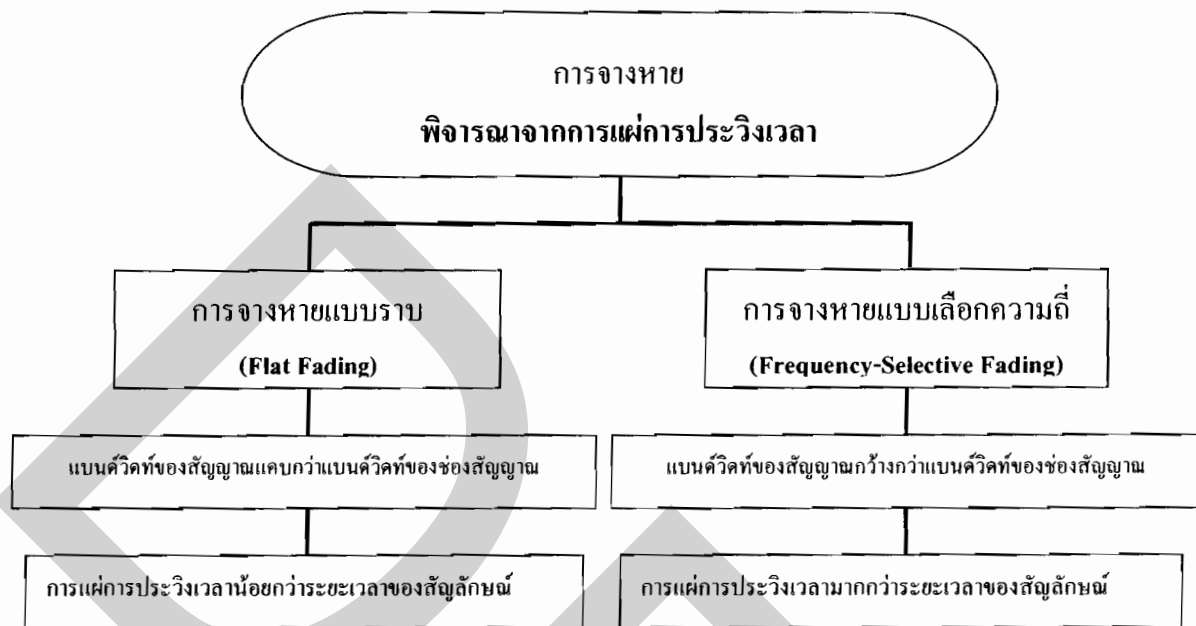 การจางหาย
พิจารณาจากการแผ่การประวิงเวลา
การจางหายแบบราบ
(Flat Fading)
การจางหายแบบเลือกความถี่
(Frequency-Selective Fading)
แบนด์วิดท์ของสัญญาณแคบกว่าแบนด์วิดท์ของช่องสัญญาณ
แบนด์วิดท์ของสัญญาณกว้างกว่าแบนด์วิดท์ของช่องสัญญาณ
การแผ่การประวิงเวลาน้อยกว่าระยะเวลาของสัญลักษณ์
การแผ่การประวิงเวลามากกว่าระยะเวลาของสัญลักษณ์